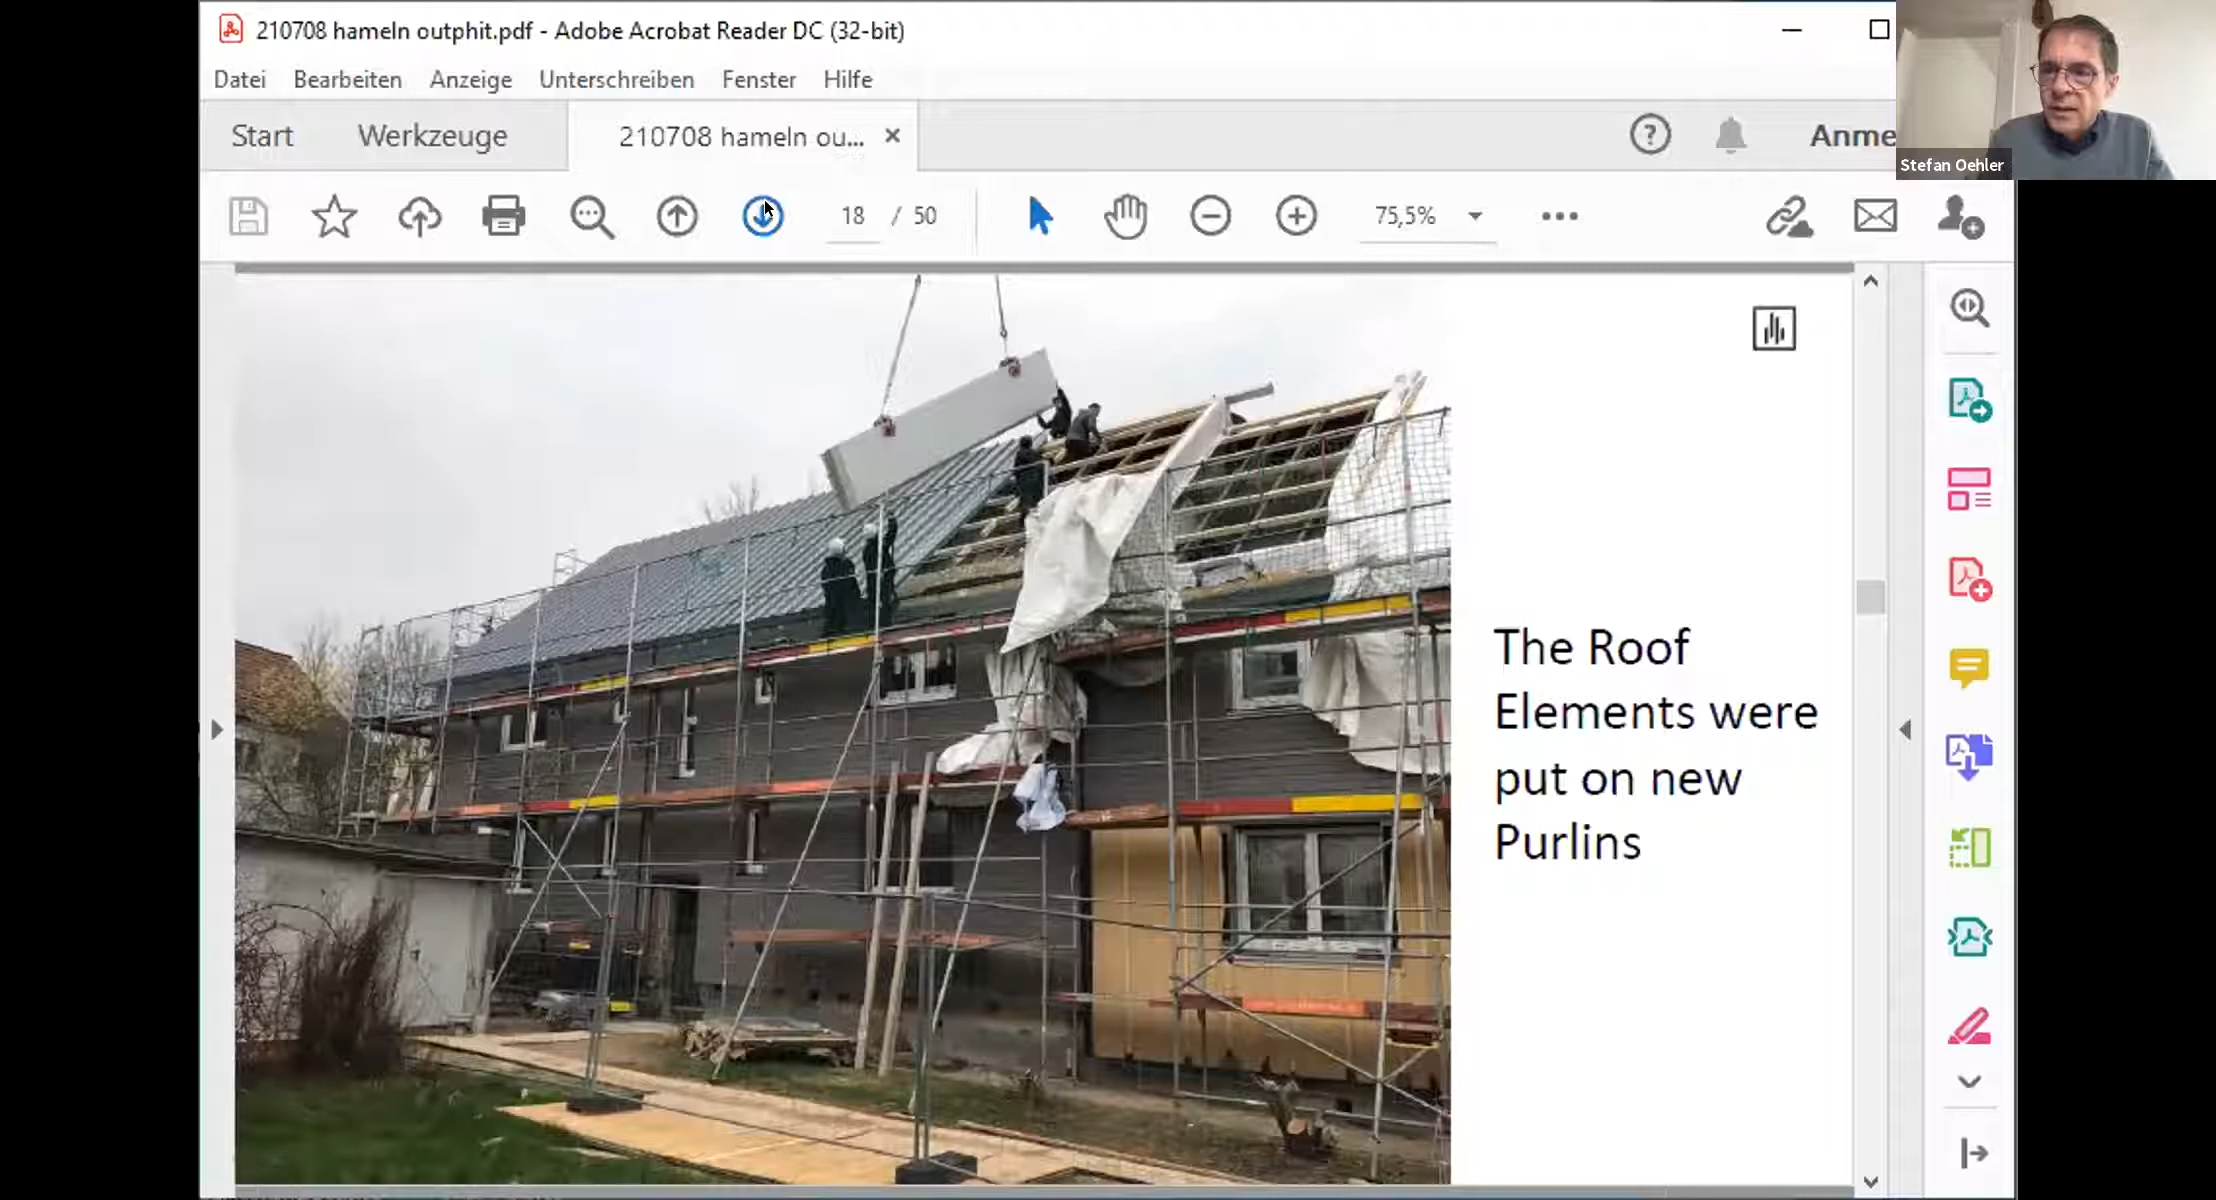 210708 hameln outphit.pdf - Adobe Acrobat Reader DC (32-bit)
Datei Bearbeiten Anzeige Unterschreiben Fenster Hilfe
Start Werkzeuge 210708 hameln ou... Anme
Stefan Oehler
18 / 50 75,5%
The Roof
Elements were
put on new
Purlins